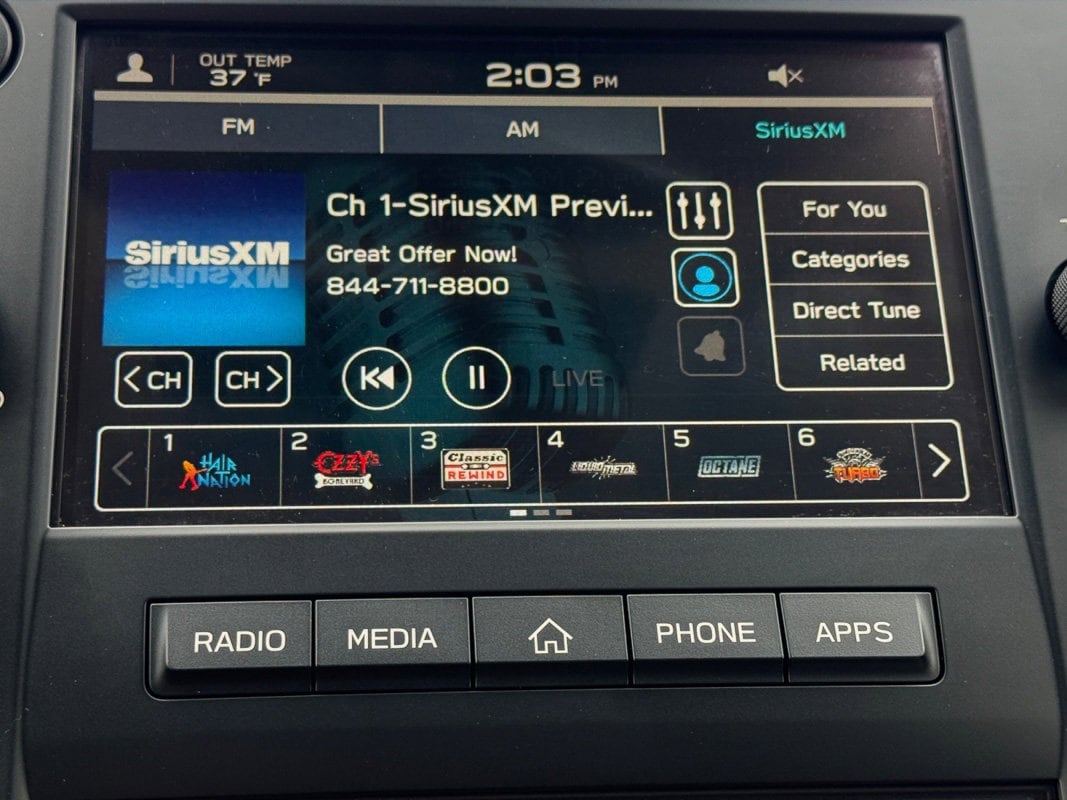 OUT TEMP
37 °F
2:03 PM
FM
AM
SiriusXM
SiriusXM
Ch 1-SiriusXM Previ...
Great Offer Now!
844-711-8800
For You
Categories
Direct Tune
Related
< CH
CH >
LIVE
1
HAIR
NATION
2
OZZY's
BONEYARD
3
Classic
REWIND
4
LIQUID METAL
5
OCTANE
6
TURBO
RADIO
MEDIA
PHONE
APPS